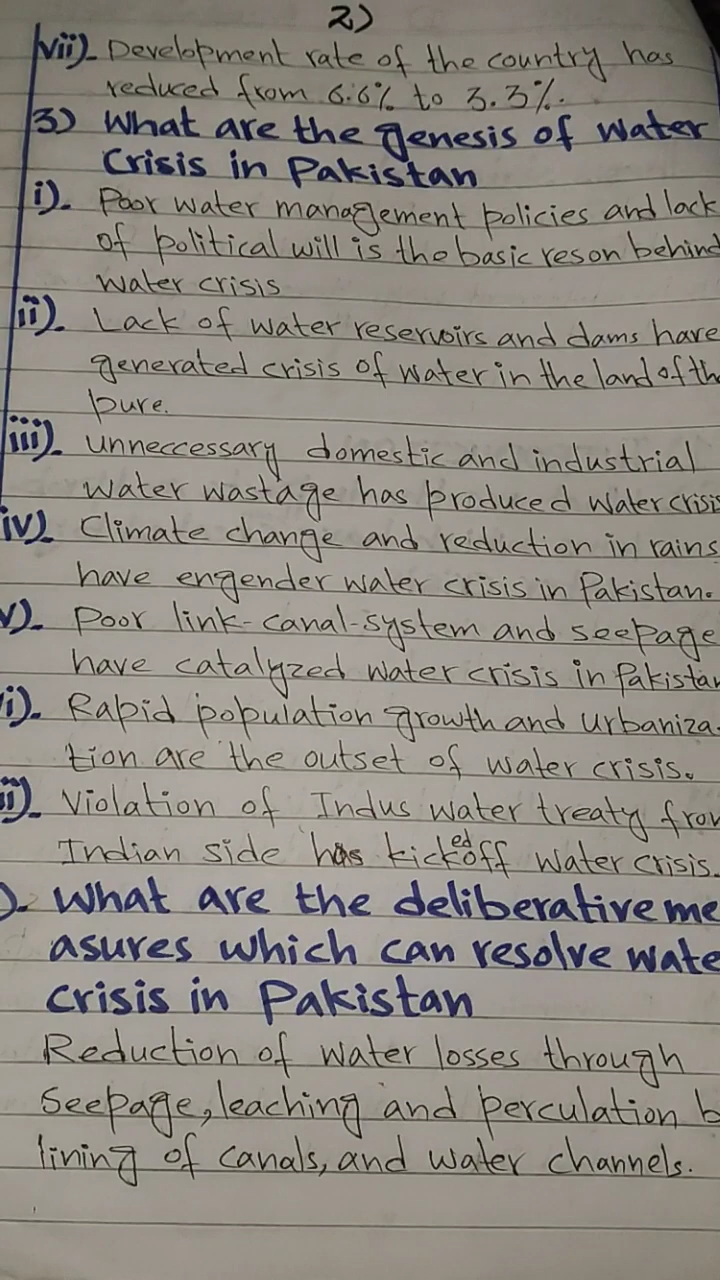 2)
vii). Development rate of the country has
reduced from 6.6% to 3.3%.
3) What are the genesis of water
Crisis in Pakistan
i). Poor water management policies and lack
of political will is the basic reson behind
water crisis
ii). Lack of water reservoirs and dams have
generated crisis of water in the land of th
pure.
iii). unneccessary domestic and industrial
water wastage has produced water crisis
iv). Climate change and reduction in rains
have engender water crisis in Pakistan.
v). Poor link-canal-system and seepage
have catalyzed water crisis in Pakistan
i). Rapid population growth and urbaniza-
tion are the outset of water crisis.
ii). Violation of Indus water treaty from
Indian side has kickedoff water crisis.
). What are the deliberative me
asures which can resolve wate
crisis in Pakistan
Reduction of water losses through
seepage, leaching and perculation b
lining of canals, and water channels.